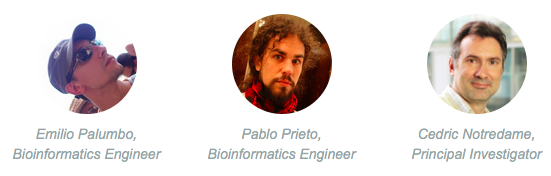 Emilio Palumbo,
Bioinformatics Engineer
Pablo Prieto,
Bioinformatics Engineer
Cedric Notredame,
Principal Investigator